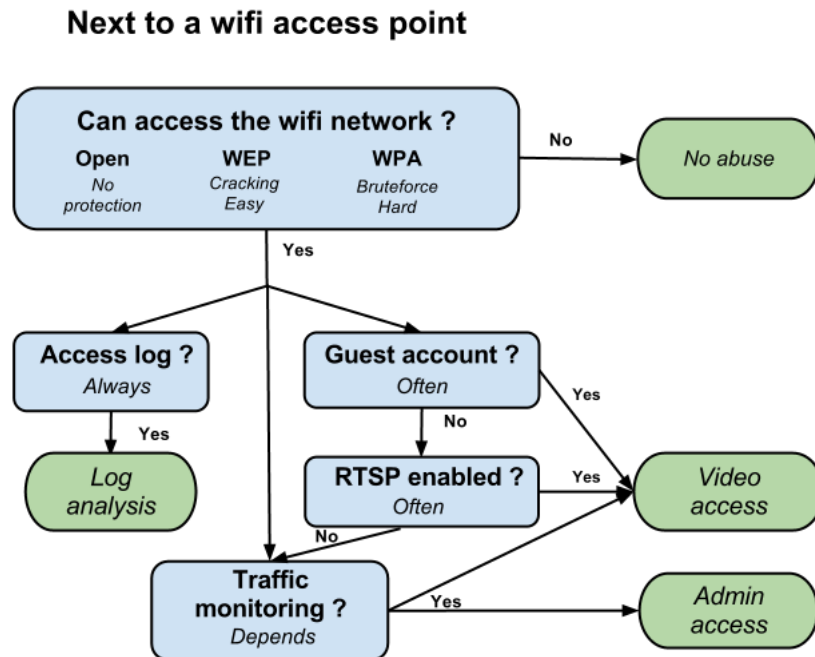 Next to a wifi access point
Can access the wifi network ?
Open
No
protection
WEP
Cracking
Easy
WPA
Bruteforce
Hard
No
No abuse
Yes
Access log ?
Always
Guest account ?
Often
Yes
Yes
No
Log
analysis
RTSP enabled ?
Often
Yes
Video
access
No
Traffic
monitoring ?
Depends
Yes
Admin
access